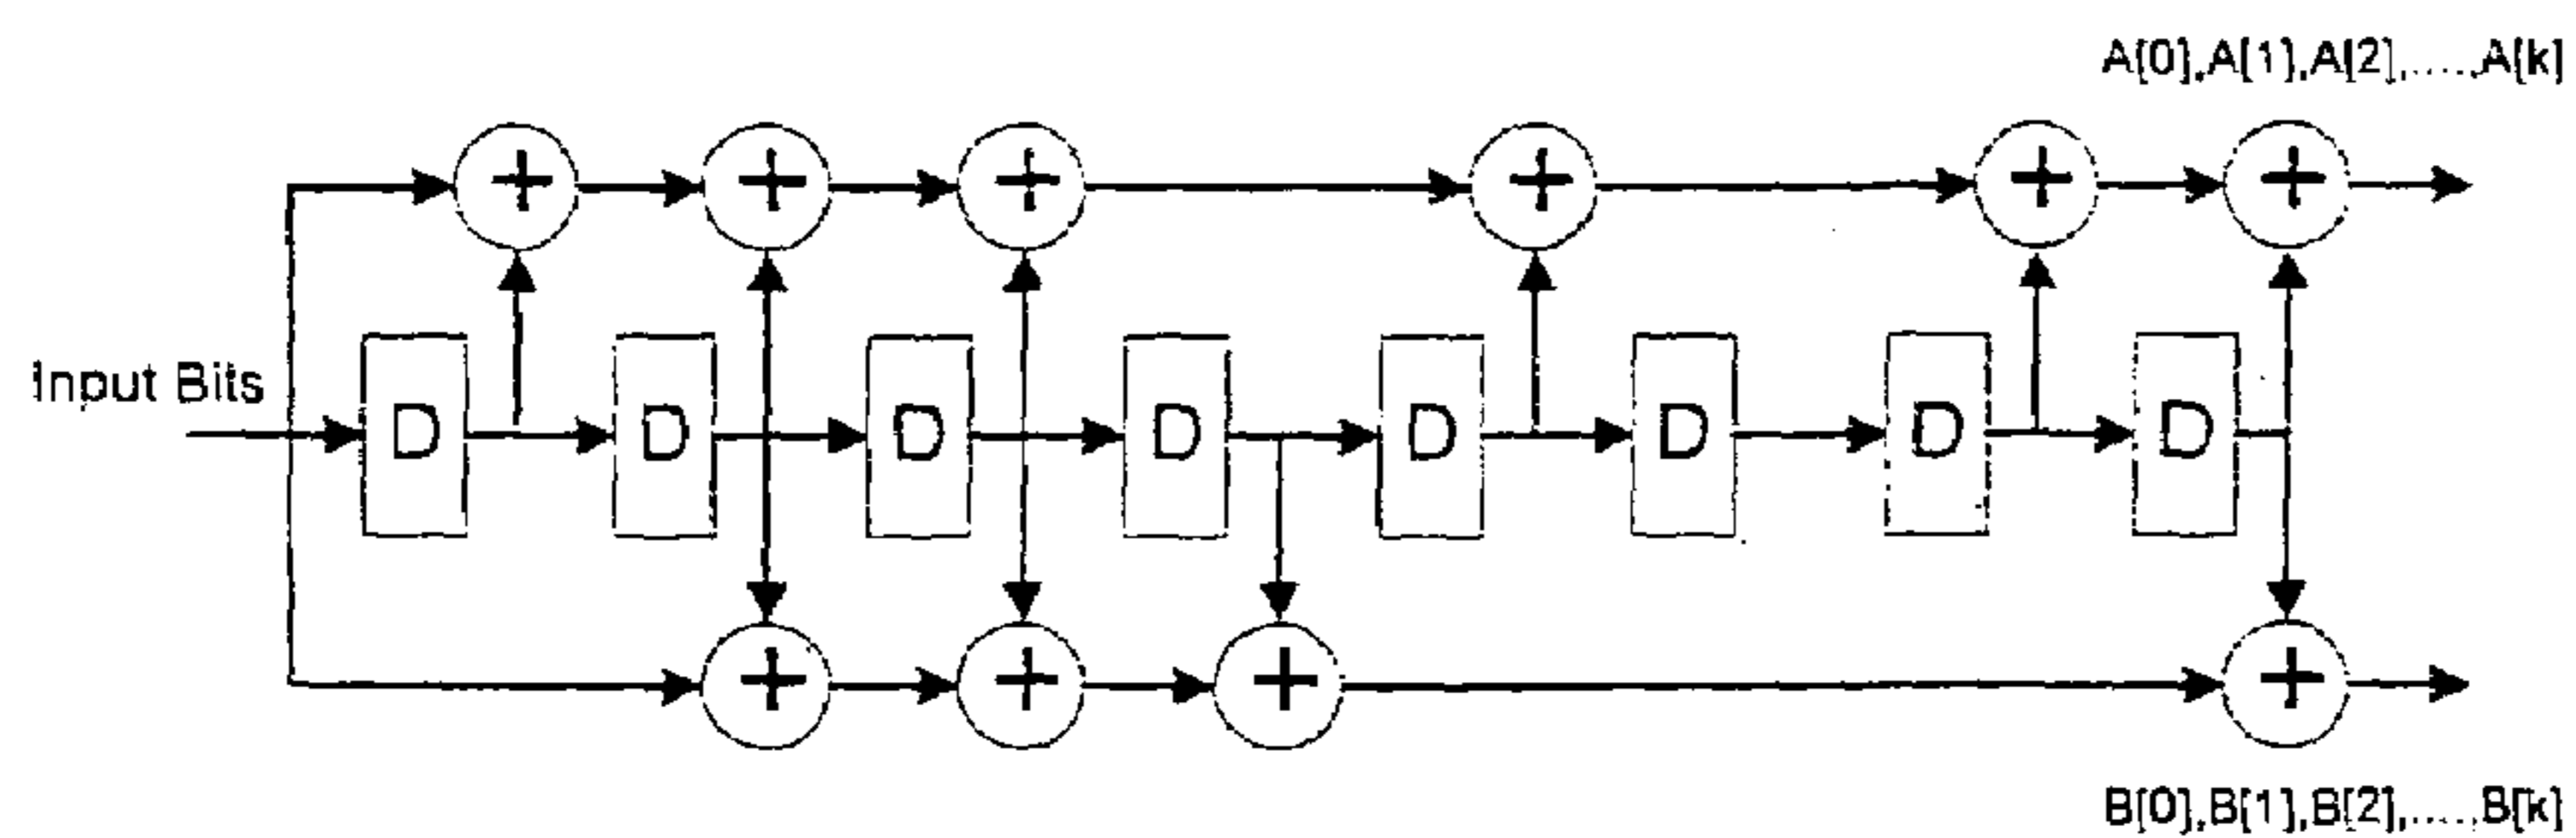 A[0],A[1],A[2],.....,A[k]
+ + + + + +
Input Bits
D D D D D D D D
+ + + +
B[0],B[1],B[2],.....,B[k]